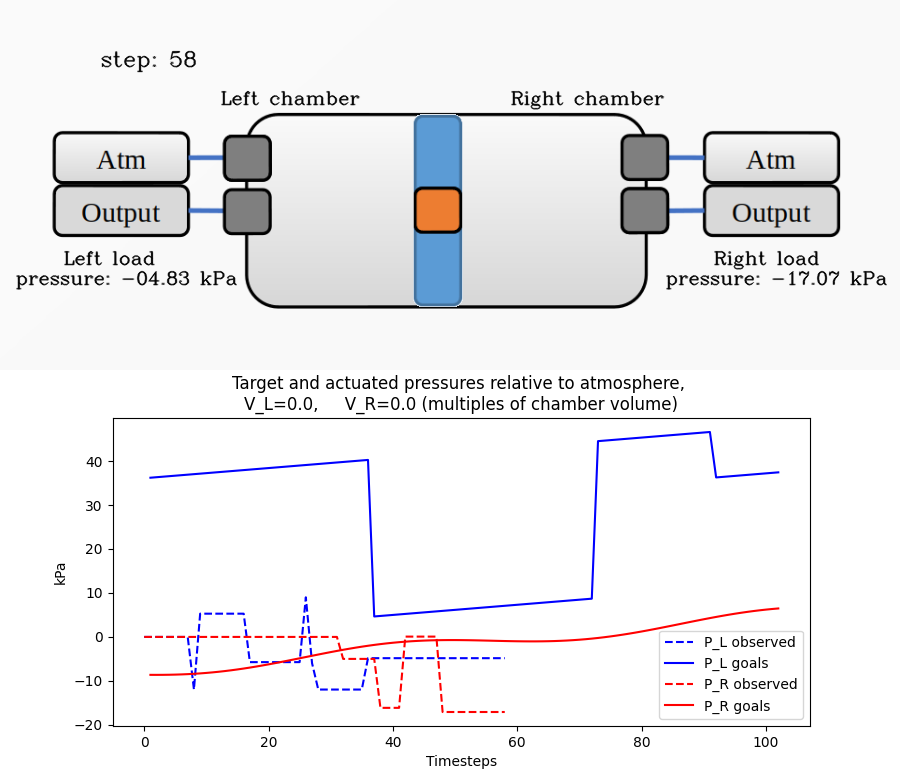 step: 58
Left chamber
Right chamber
Atm
Atm
Output
Output
Left load
pressure: -04.83 kPa
Right load
pressure: -17.07 kPa
Target and actuated pressures relative to atmosphere,
V_L=0.0, V_R=0.0 (multiples of chamber volume)
kPa
40
30
20
10
0
−10
−20
0
20
40
60
80
100
Timesteps
P_L observed
P_L goals
P_R observed
P_R goals